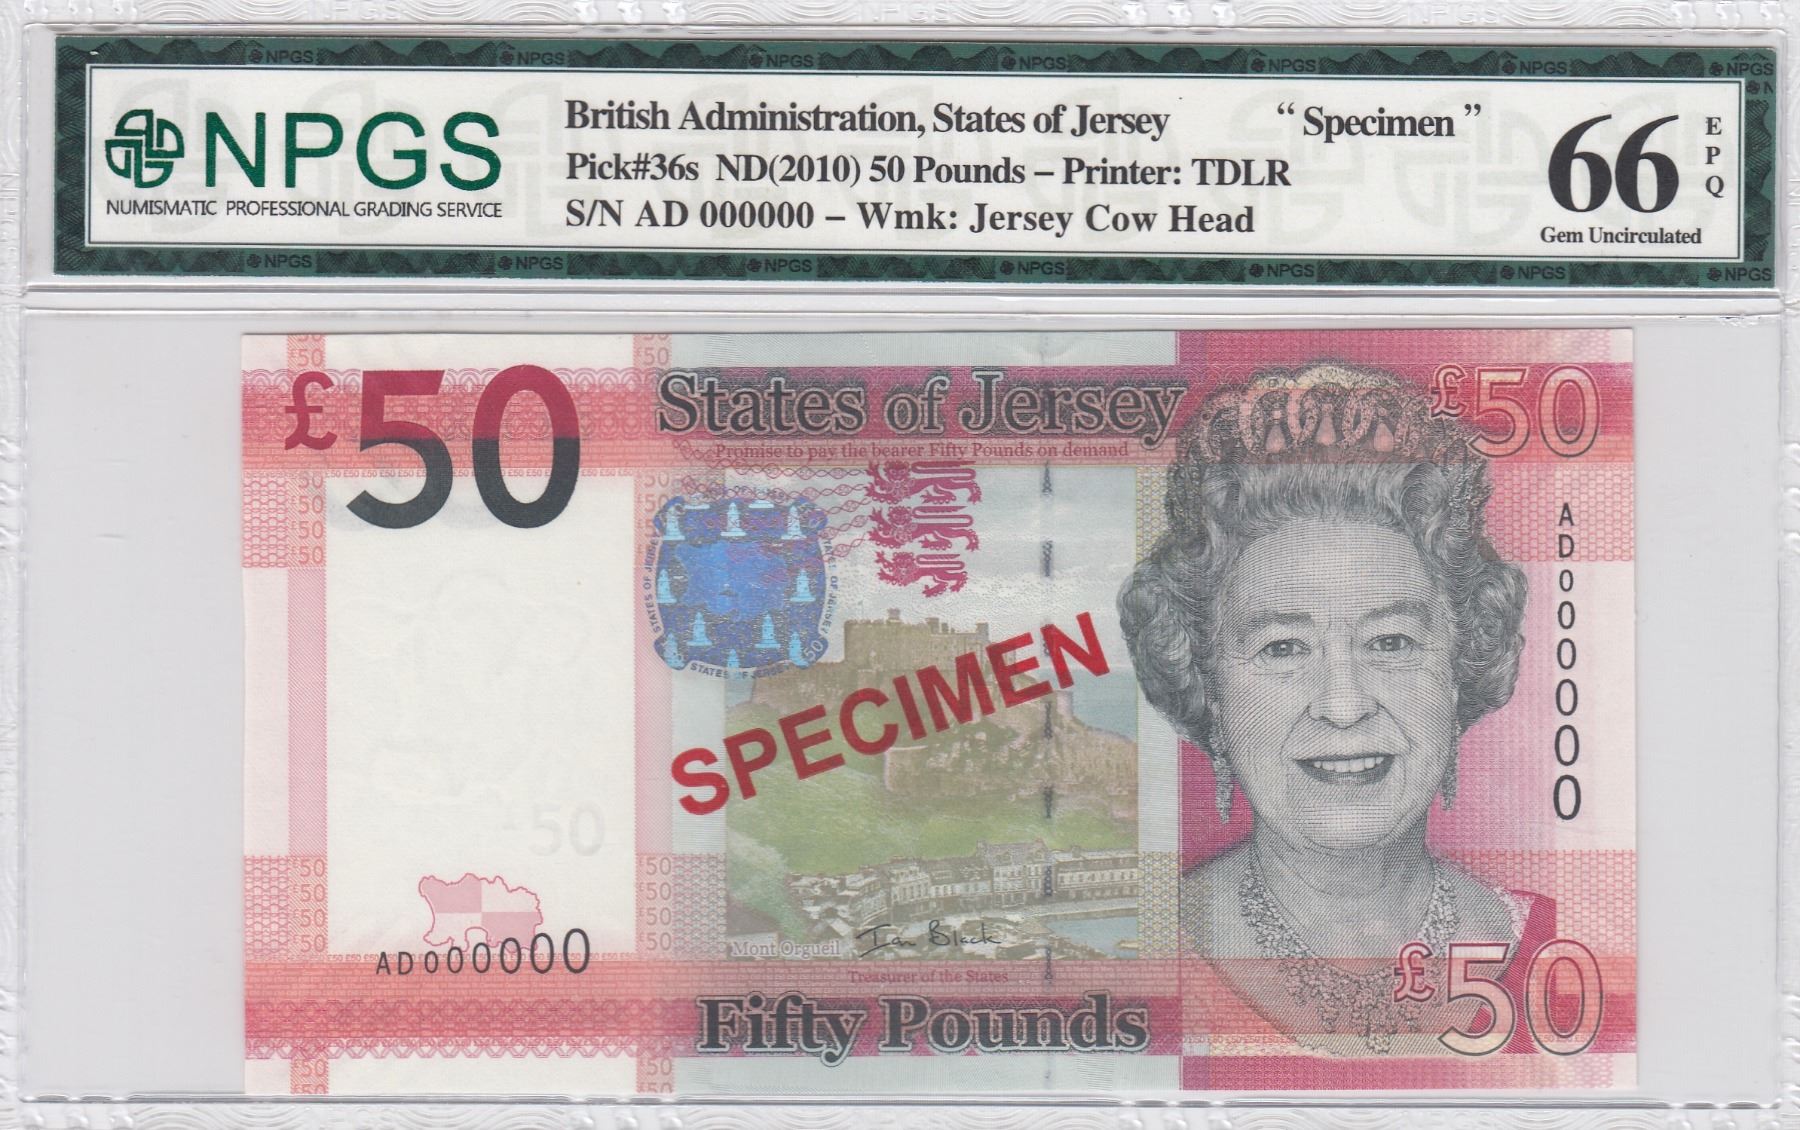 NPGS
NUMISMATIC PROFESSIONAL GRADING SERVICE
British Administration, States of Jersey “ Specimen ”
Pick#36s ND(2010) 50 Pounds – Printer: TDLR
S/N AD 000000 – Wmk: Jersey Cow Head
66
EPQ
Gem Uncirculated
£50
States of Jersey
£50
Promise to pay the bearer Fifty Pounds on demand
STATES OF JERSEY
AD000000
SPECIMEN
£50
Mont Orgueil
Ian Black
AD000000
Treasurer of the States
Fifty Pounds
£50